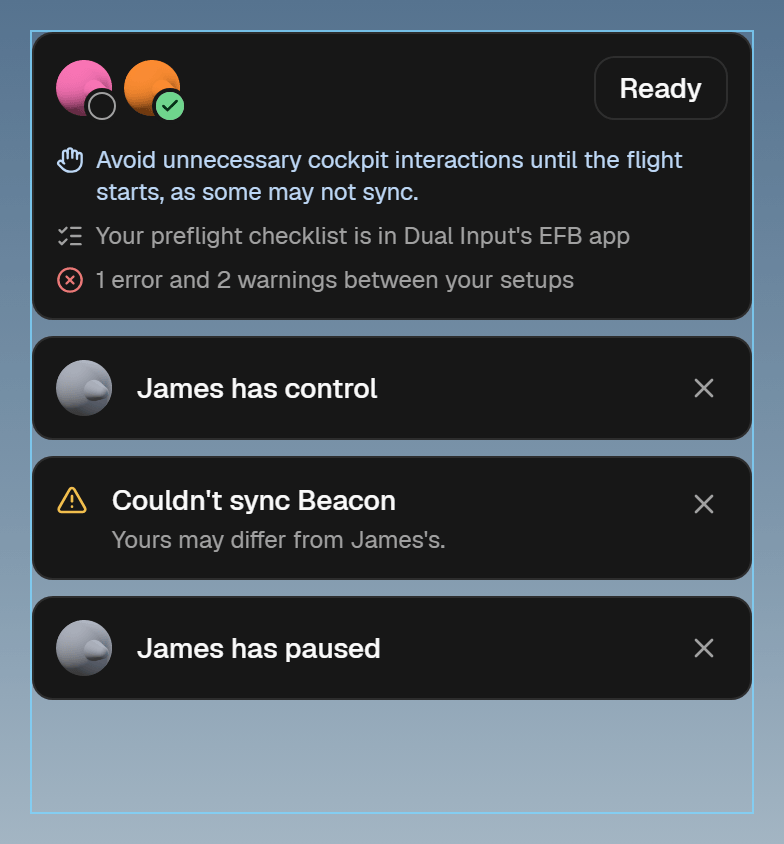 Ready
Avoid unnecessary cockpit interactions until the flight
starts, as some may not sync.
Your preflight checklist is in Dual Input's EFB app
1 error and 2 warnings between your setups
James has control
Couldn't sync Beacon
Yours may differ from James's.
James has paused